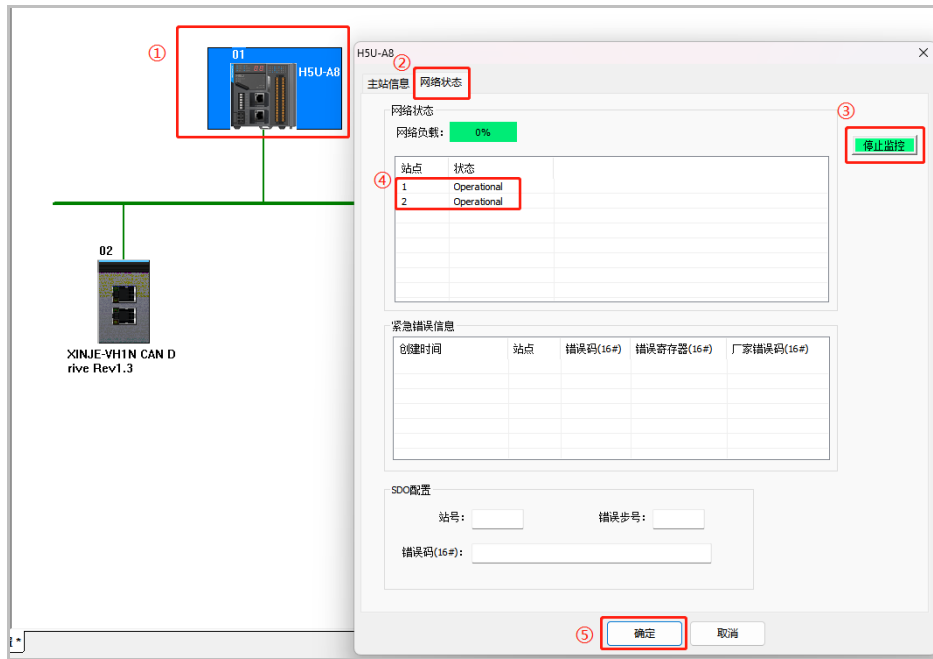 ①
01
H5U-A8
02
XINJE-VH1N CAN D
rive Rev1.3
H5U-A8
②
主站信息 网络状态
网络状态
网络负载： 0%
③
停止监控
④
站点 状态
1 Operational
2 Operational
紧急错误信息
创建时间 站点 错误码(16#) 错误寄存器(16#) 厂家错误码(16#)
SDO配置
站号： 错误步号：
错误码(16#)：
⑤
确定 取消